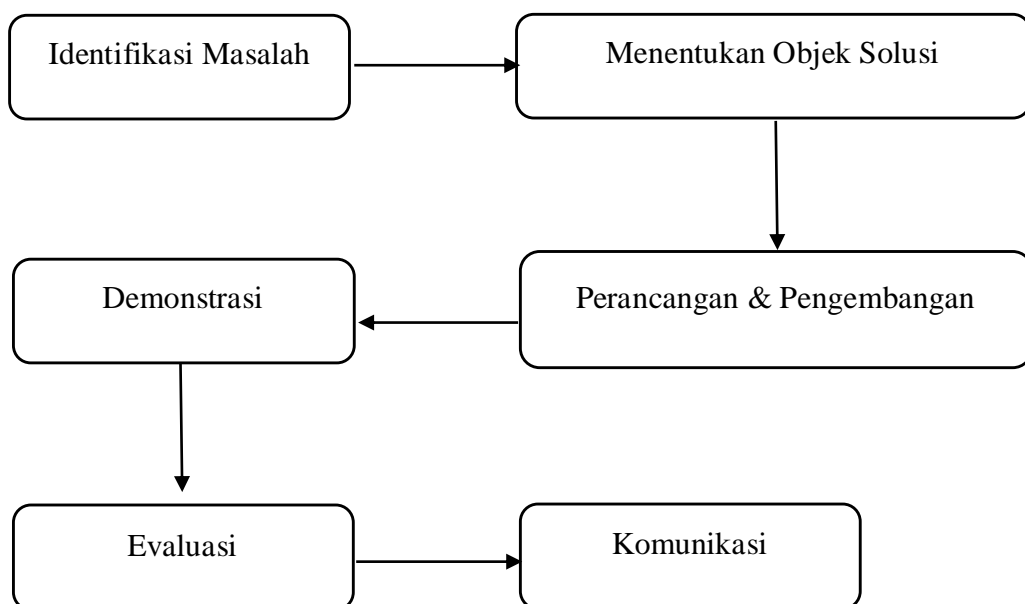 Identifikasi Masalah
Menentukan Objek Solusi
Perancangan & Pengembangan
Demonstrasi
Evaluasi
Komunikasi